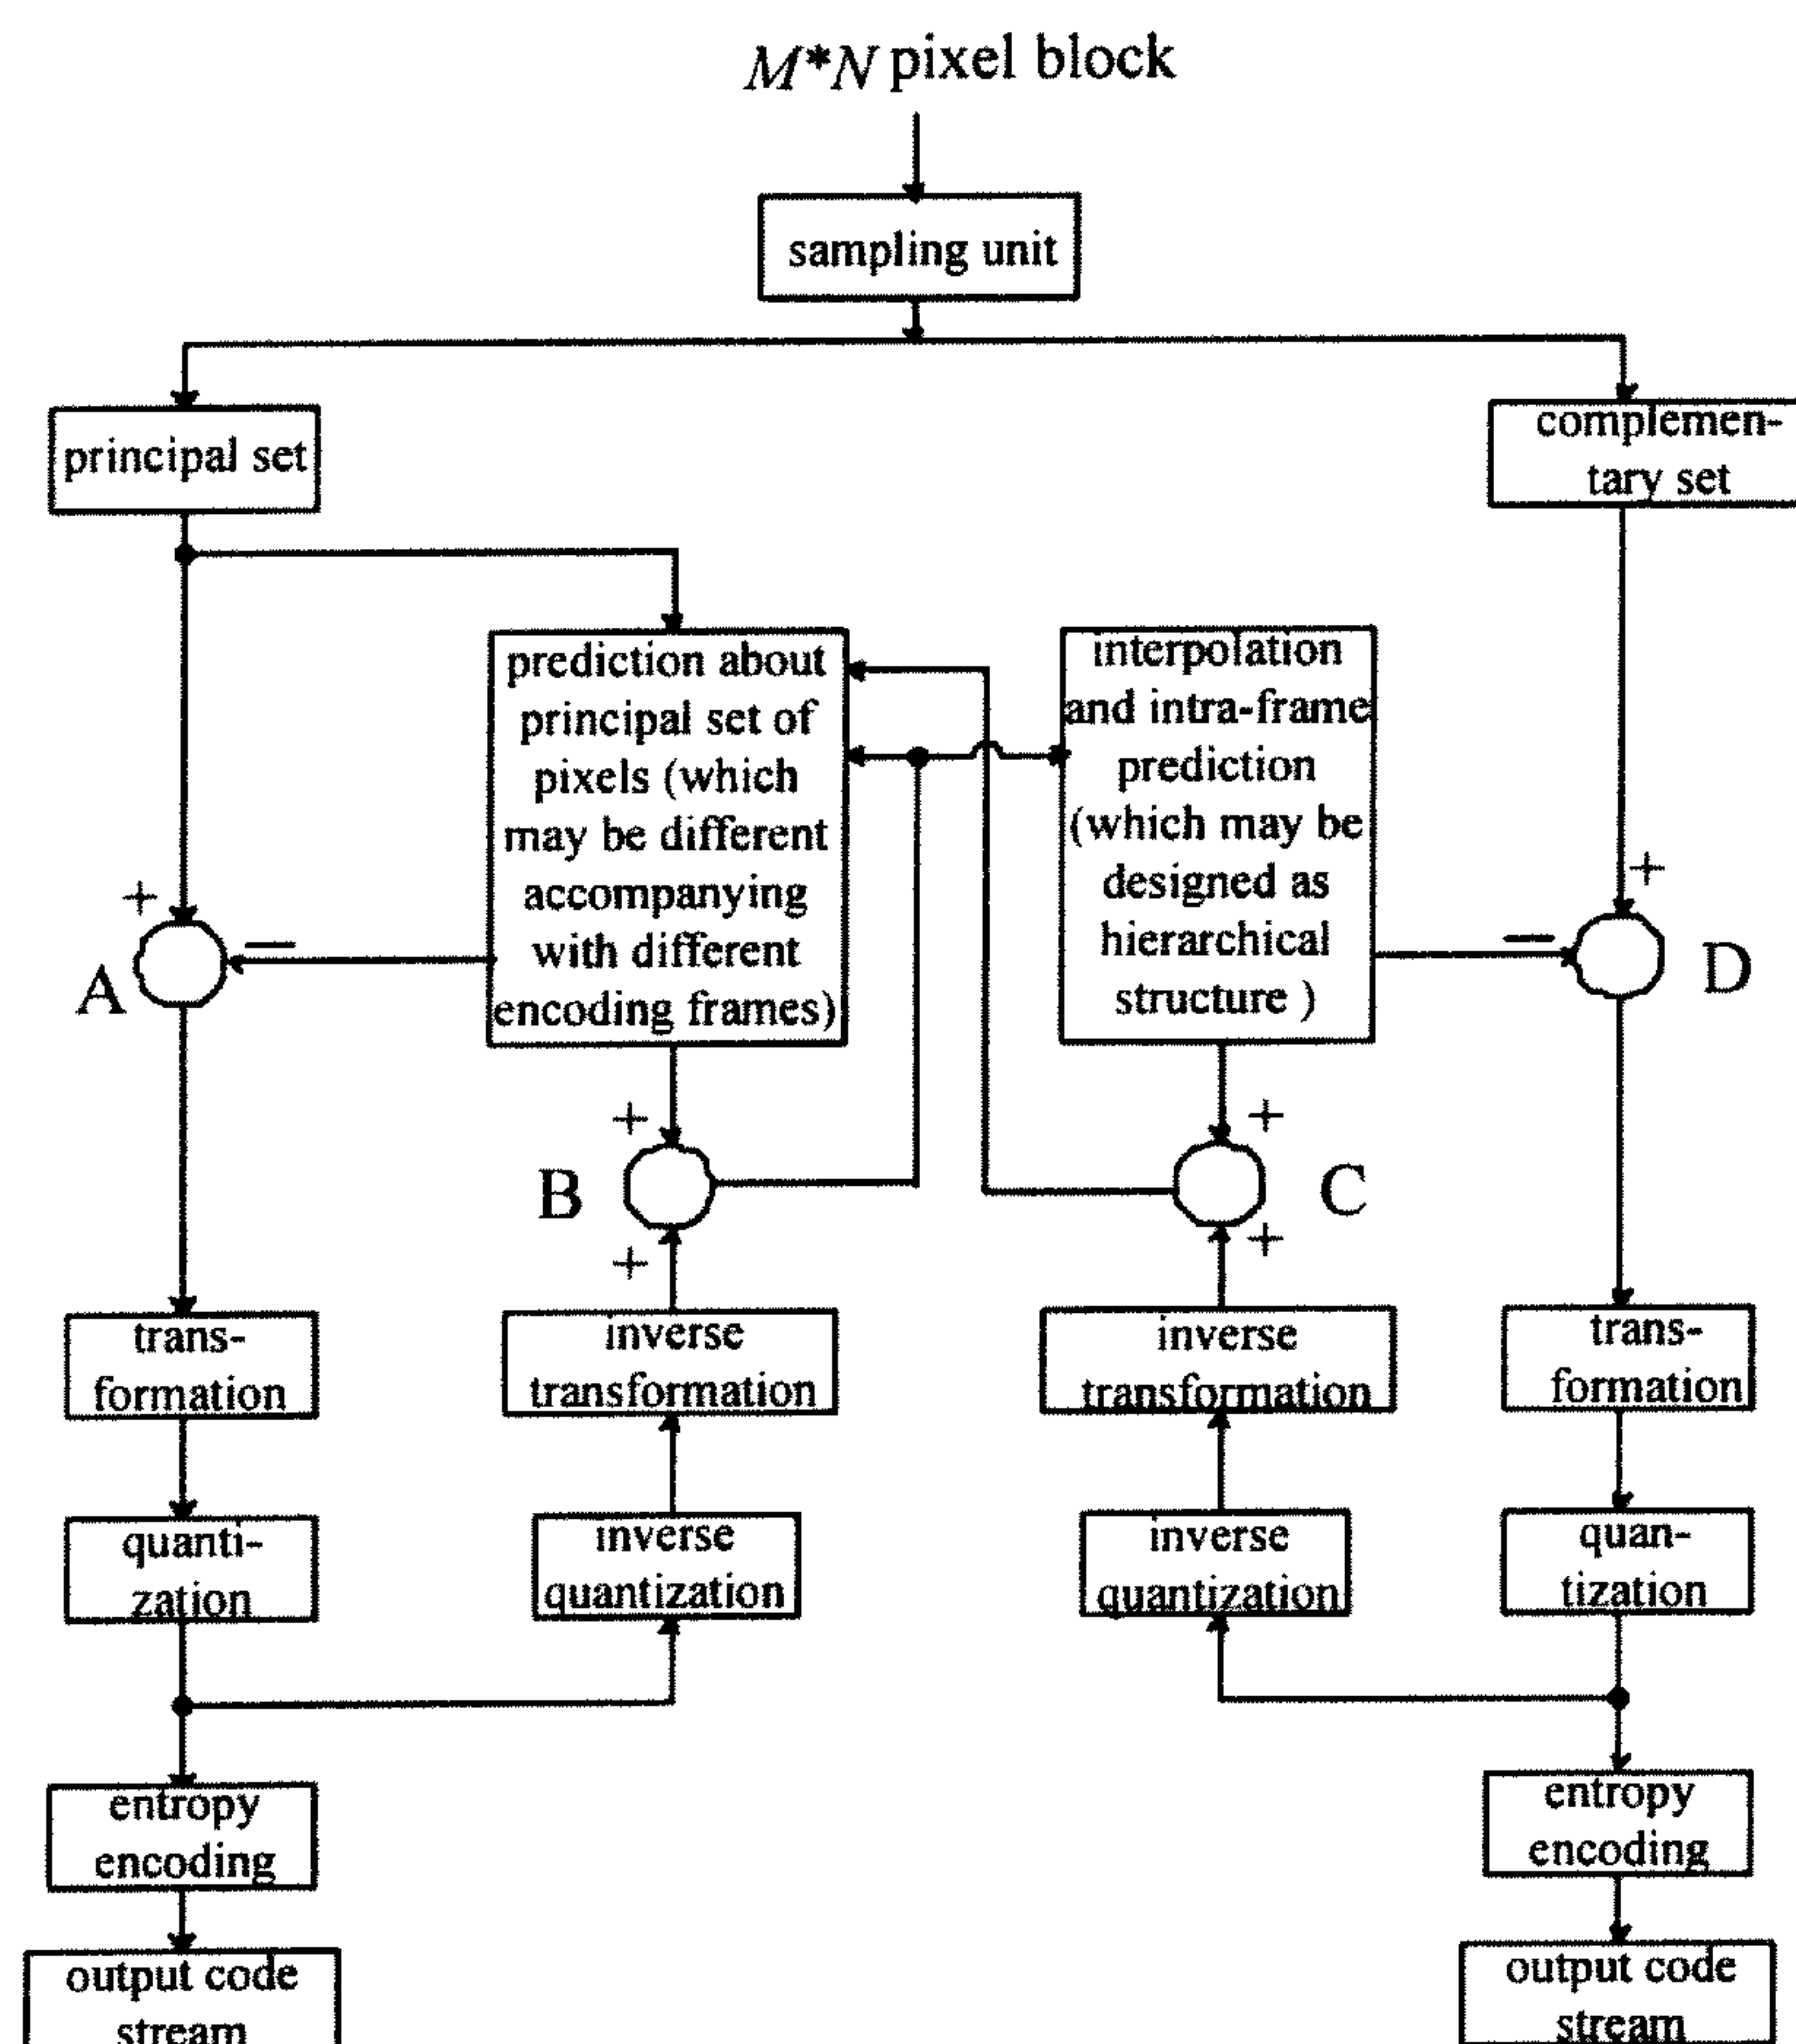 M*N pixel block
sampling unit
principal set
complemen-
tary set
prediction about
principal set of
pixels (which
may be different
accompanying
with different
encoding frames)
interpolation
and intra-frame
prediction
(which may be
designed as
hierarchical
structure )
+
—
A
+
—
D
+
B
+
+
C
+
trans-
formation
inverse
transformation
inverse
transformation
trans-
formation
quanti-
zation
inverse
quantization
inverse
quantization
quan-
tization
entropy
encoding
entropy
encoding
output code
stream
output code
stream